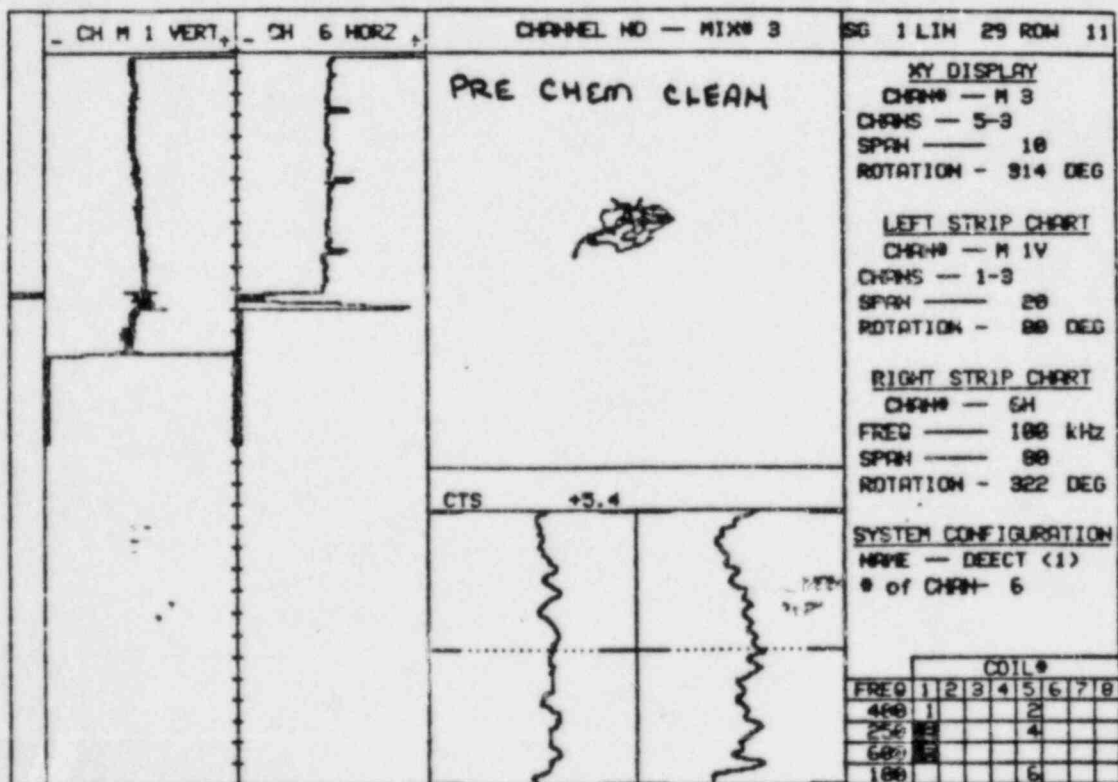 _ CH M 1 VERT + _ CH 6 HORZ + CHANNEL NO — MIX# 3 SG 1 LIN 29 ROW 11
PRE CHEM CLEAN
XY DISPLAY
CHAN# — M 3
CHANS — 5-3
SPAN — 10
ROTATION - 314 DEG
LEFT STRIP CHART
CHAN# — M 1V
CHANS — 1-3
SPAN — 20
ROTATION - 80 DEG
RIGHT STRIP CHART
CHAN# — 6H
FREQ — 100 kHz
SPAN — 80
ROTATION - 322 DEG
SYSTEM CONFIGURATION
NAME — DEECT (1)
# of CHAN- 6
CTS +5.4
COIL#
FREQ 1 2 3 4 5 6 7 8
400 1 2
250 4
600
100 6